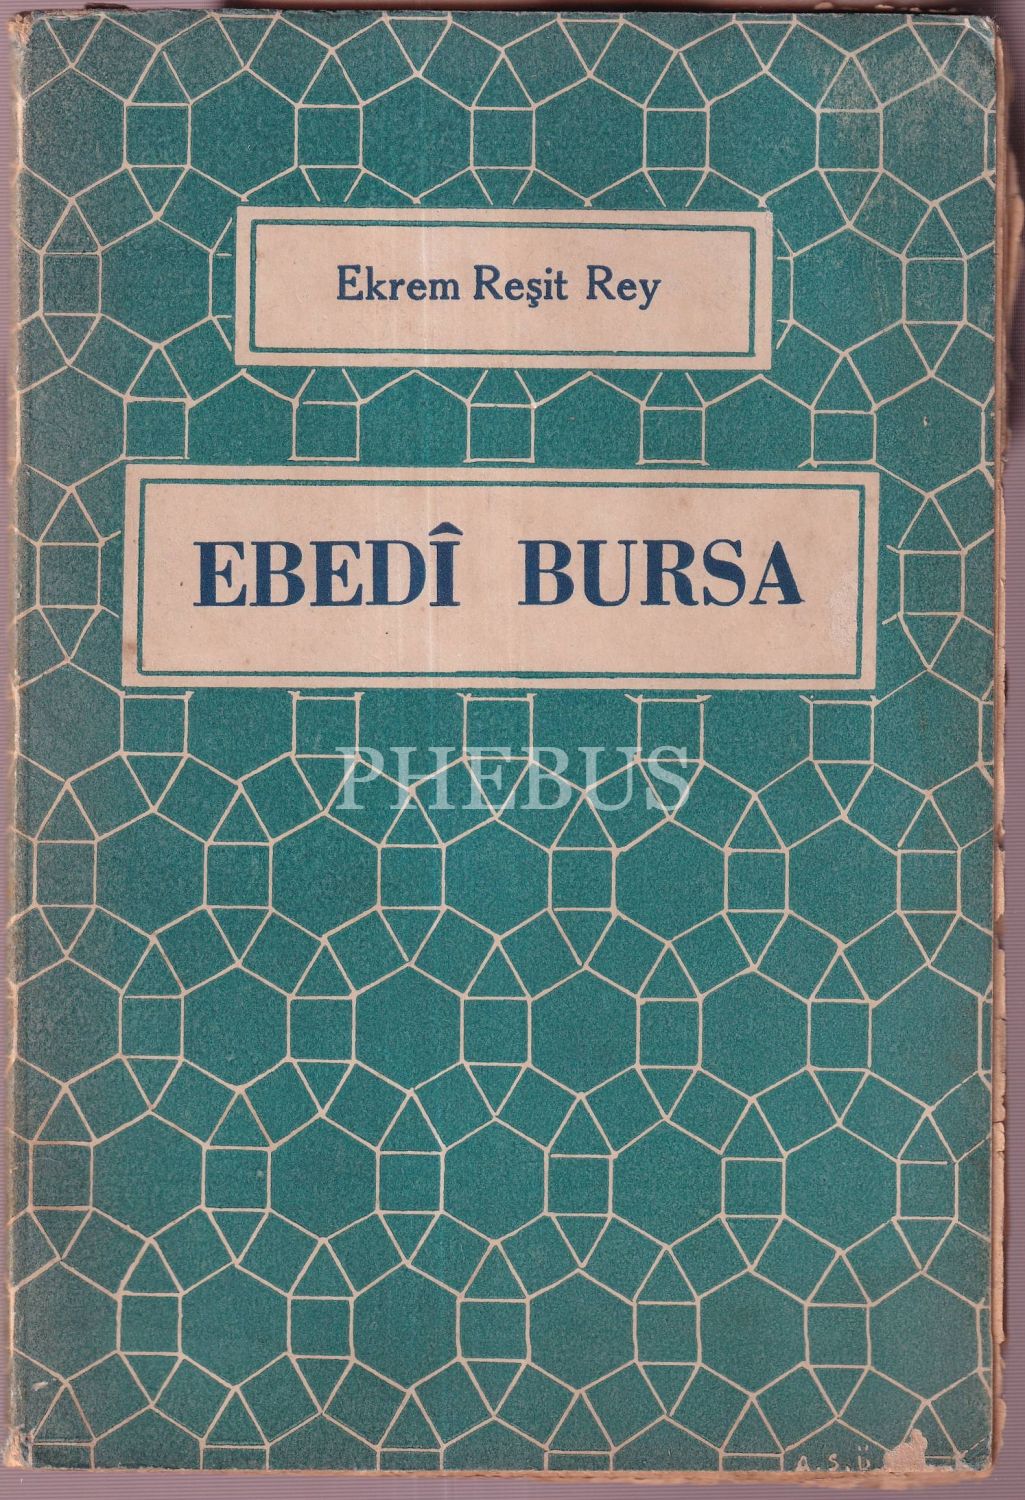 Ekrem Reşit Rey
EBEDÎ BURSA
PHEBUS
A.S.Ü